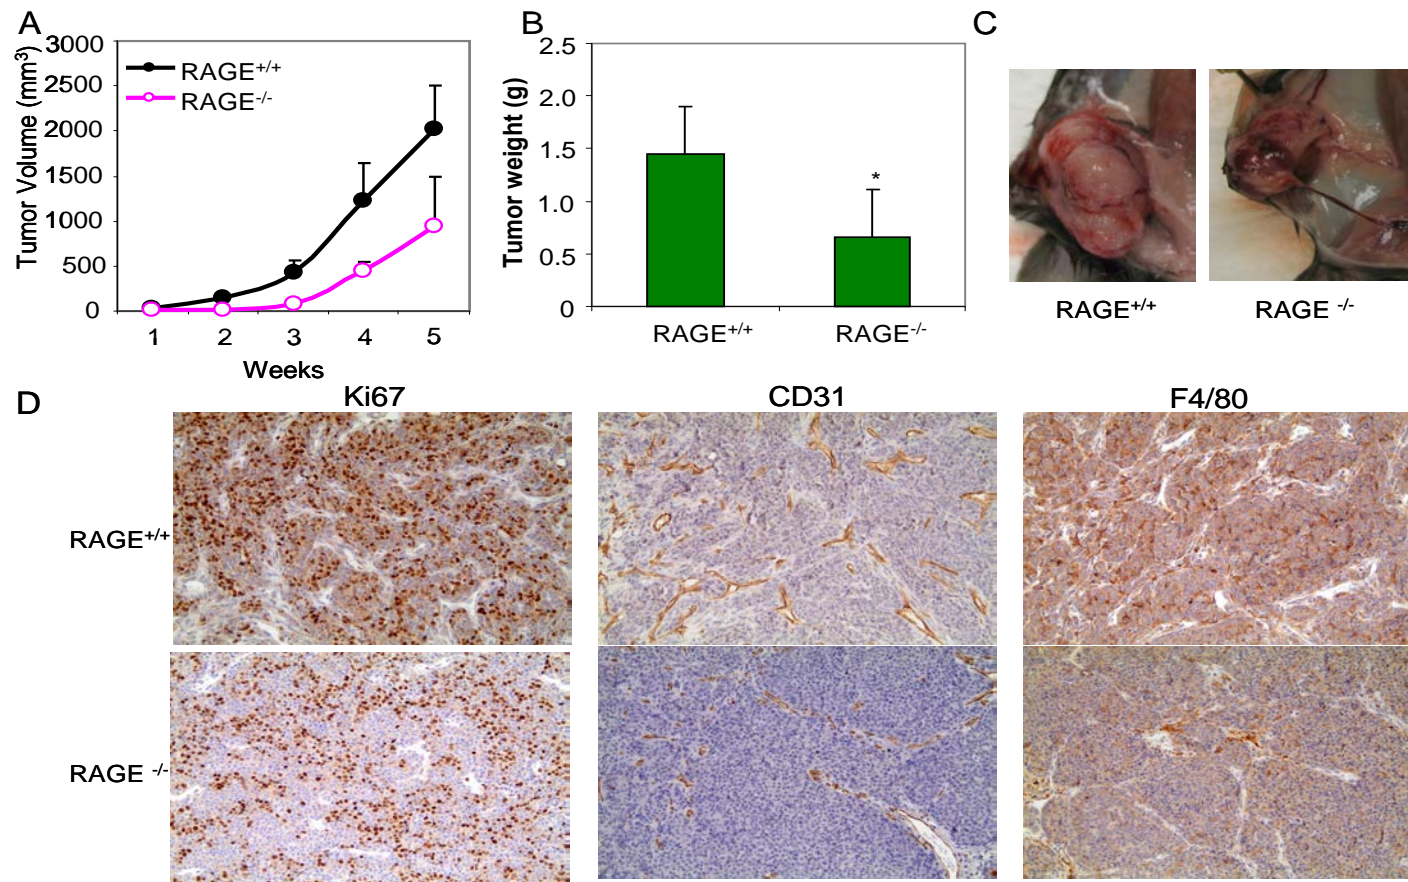 A
Tumor Volume (mm³)
3000
2500
2000
1500
1000
500
0
RAGE+/+
RAGE-/-
1 2 3 4 5
Weeks
B
Tumor weight (g)
2.5
2.0
1.5
1.0
0.5
0
*
RAGE+/+ RAGE-/-
C
RAGE+/+ RAGE -/-
D
Ki67 CD31 F4/80
RAGE+/+
RAGE -/-